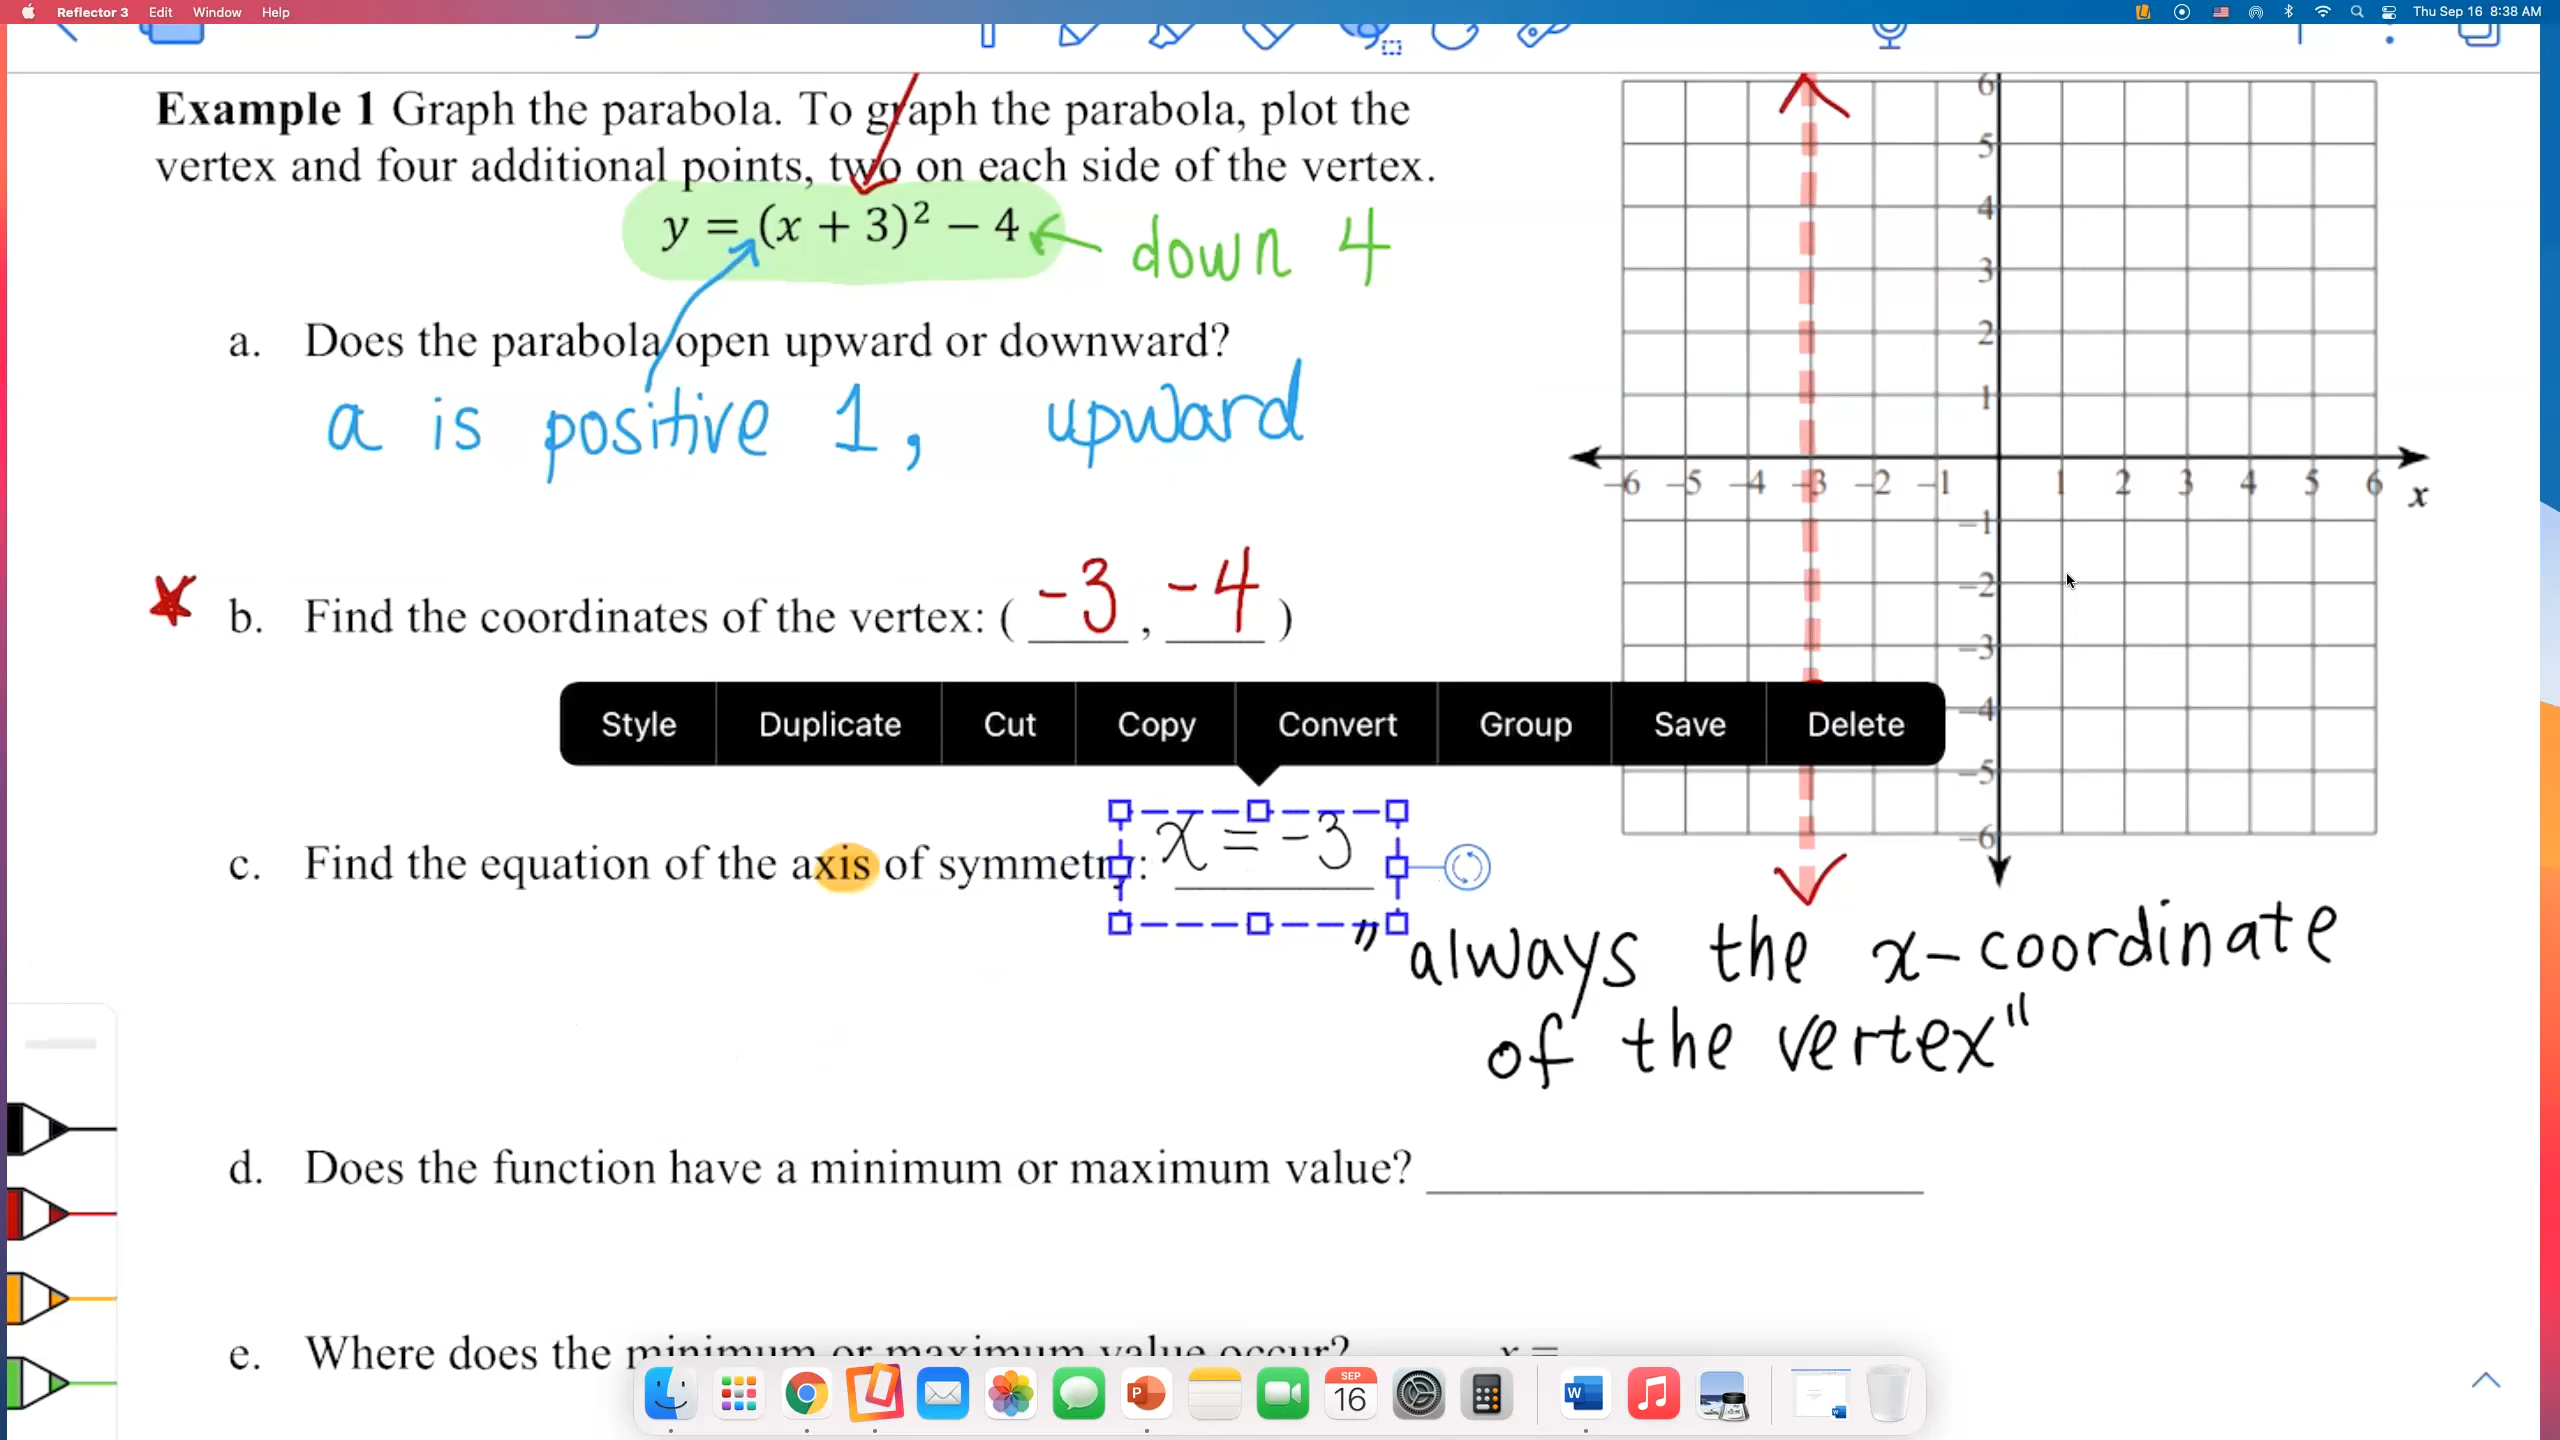 Reflector 3 Edit Window Help
Thu Sep 16 8:38 AM
Example 1 Graph the parabola. To graph the parabola, plot the
vertex and four additional points, two on each side of the vertex.
y = (x + 3)² − 4
down 4
a. Does the parabola open upward or downward?
a is positive 1, upward
b. Find the coordinates of the vertex: ( -3 , -4 )
Style Duplicate Cut Copy Convert Group Save Delete
c. Find the equation of the axis of symmetry: x = -3
" always the x-coordinate
of the vertex"
d. Does the function have a minimum or maximum value?
e. Where does the minimum or maximum value occur? x =
6
5
4
3
2
1
−6 −5 −4 −3 −2 −1 1 2 3 4 5 6 x
−1
−2
−3
−4
−5
−6
P
SEP
16
W